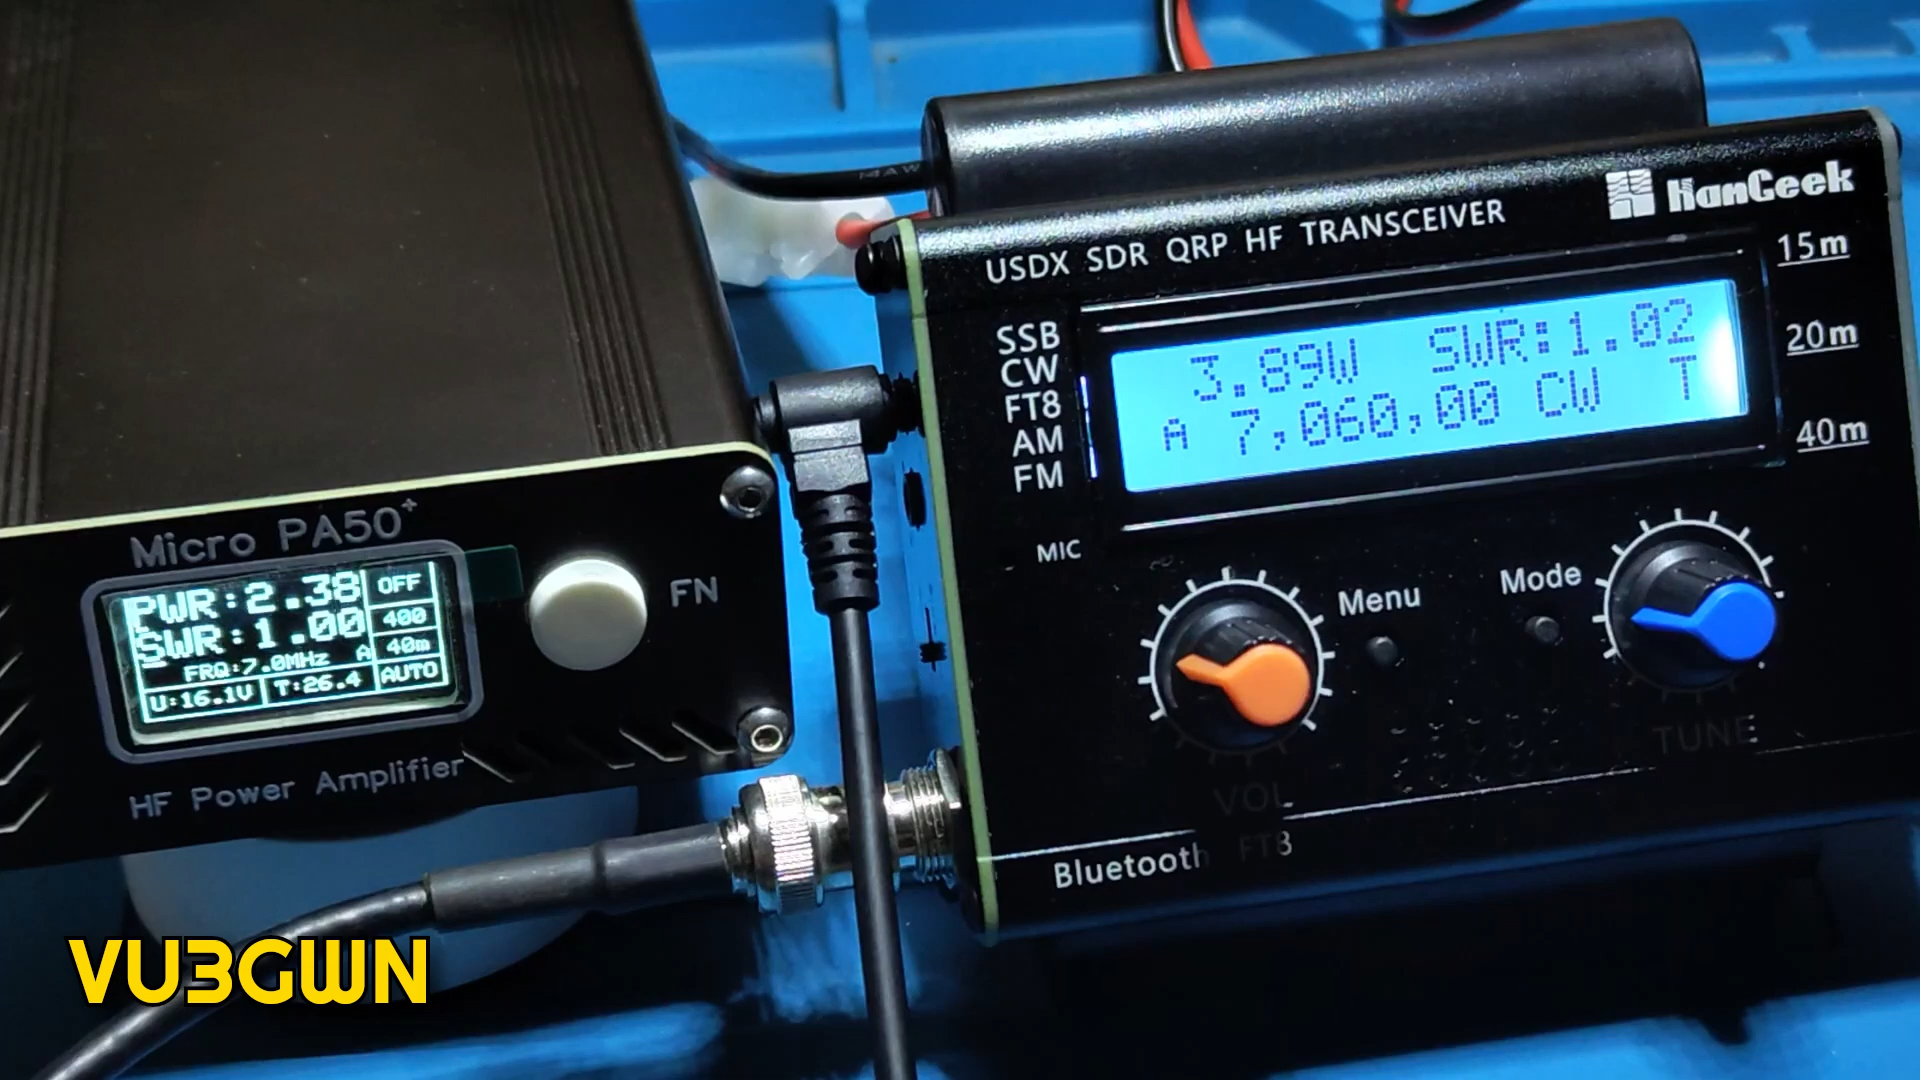 14AW
HanGeek
USDX SDR QRP HF TRANSCEIVER
15m
20m
40m
SSB
CW
FT8
AM
FM
3.89W SWR:1.02
A 7,060,00 CW T
MIC
Menu
Mode
VOL
TUNE
Bluetooth FT8
Micro PA50+
PWR:2.38
SWR:1.00
FRQ:7.0MHz A
U:16.1V T:26.4
OFF
400
40m
AUTO
FN
HF Power Amplifier
VU3GWN